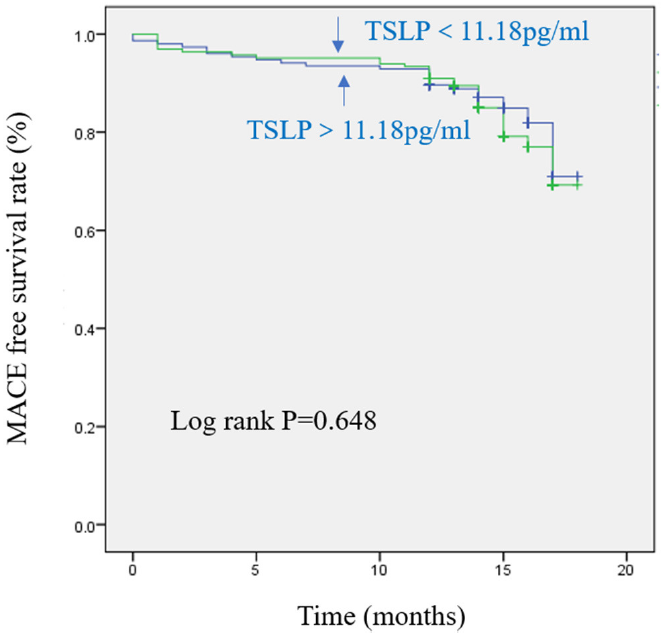 TSLP < 11.18pg/ml
TSLP > 11.18pg/ml
MACE free survival rate (%)
1.0
0.8
0.6
0.4
0.2
0.0
Log rank P=0.648
0 5 10 15 20
Time (months)